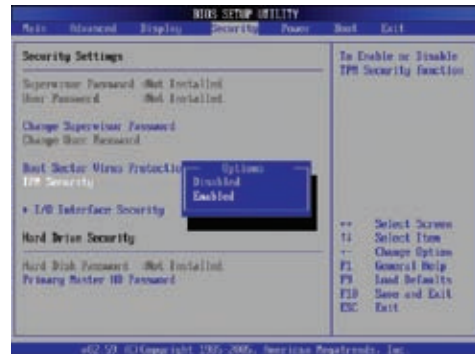 BIOS SETUP UTILITY
Main Advanced Display Security Power Boot Exit
Security Settings
Supervisor Password :Not Installed
User Password :Not Installed
Change Supervisor Password
Change User Password
Boot Sector Virus Protection
TPM Security
Options
Disabled
Enabled
I/O Interface Security
Hard Drive Security
Hard Disk Password :Not Installed
Primary Master HD Password
To Enable or Disable
TPM Security function
Select Screen
↑↓ Select Item
Change Option
F1 General Help
F9 Load Defaults
F10 Save and Exit
ESC Exit
v02.59 (C)Copyright 1985-2005, American Megatrends, Inc.